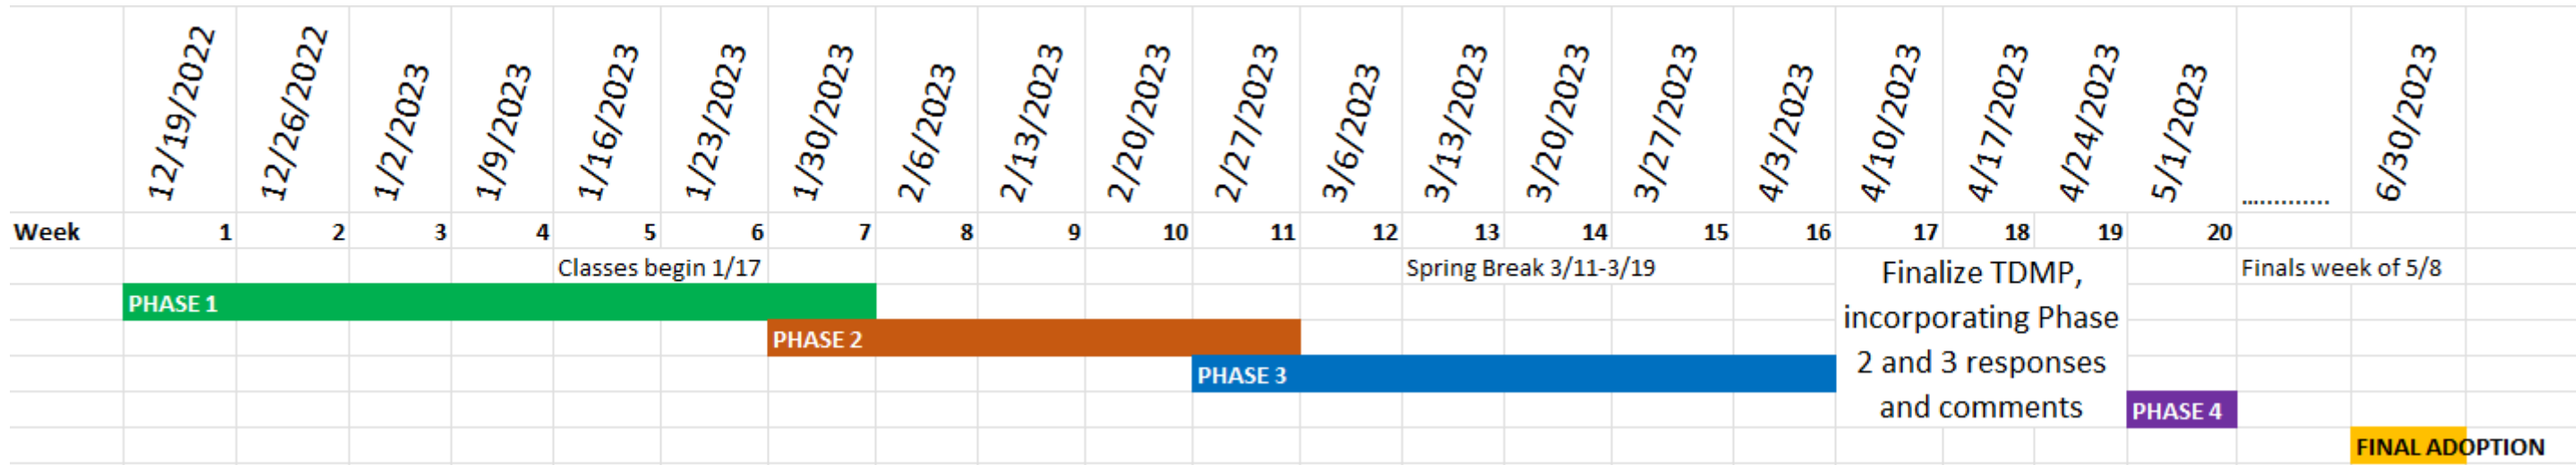 12/19/2022 12/26/2022 1/2/2023 1/9/2023 1/16/2023 1/23/2023 1/30/2023 2/6/2023 2/13/2023 2/20/2023 2/27/2023 3/6/2023 3/13/2023 3/20/2023 3/27/2023 4/3/2023 4/10/2023 4/17/2023 4/24/2023 5/1/2023 ............. 6/30/2023
Week 1 2 3 4 5 6 7 8 9 10 11 12 13 14 15 16 17 18 19 20
Classes begin 1/17 Spring Break 3/11-3/19 Finals week of 5/8
Finalize TDMP,
incorporating Phase
2 and 3 responses
and comments
PHASE 1
PHASE 2
PHASE 3
PHASE 4
FINAL ADOPTION